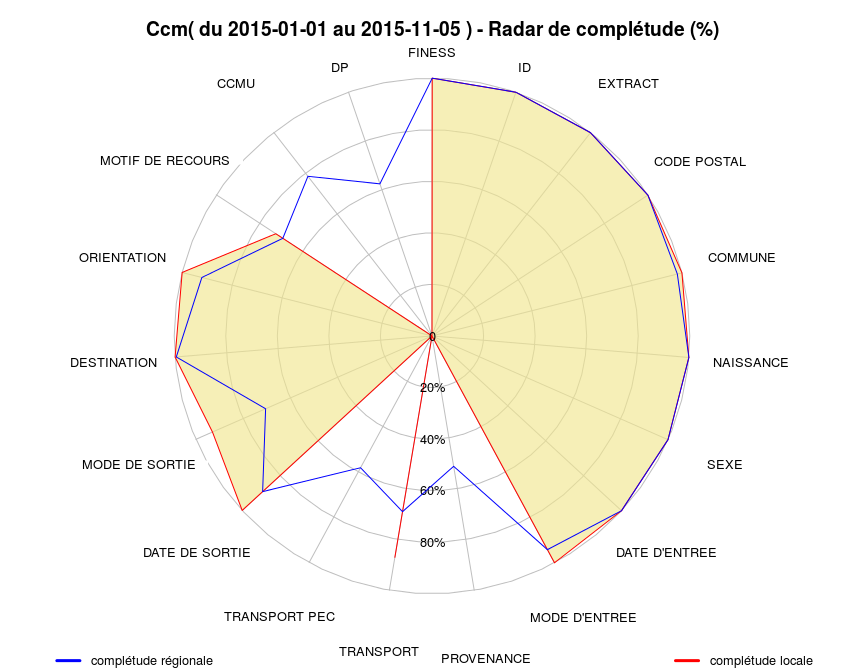 Ccm( du 2015-01-01 au 2015-11-05 ) - Radar de complétude (%)
FINESS
DP
ID
CCMU
EXTRACT
MOTIF DE RECOURS
CODE POSTAL
ORIENTATION
COMMUNE
0
DESTINATION
NAISSANCE
20%
40%
MODE DE SORTIE
SEXE
60%
80%
DATE DE SORTIE
DATE D'ENTREE
TRANSPORT PEC
MODE D'ENTREE
TRANSPORT
PROVENANCE
complétude régionale
complétude locale